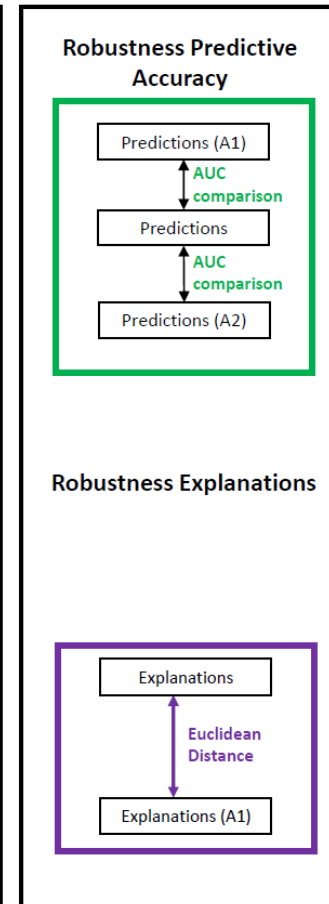 Robustness Predictive
Accuracy
Predictions (A1)
AUC
comparison
Predictions
AUC
comparison
Predictions (A2)
Robustness Explanations
Explanations
Euclidean
Distance
Explanations (A1)